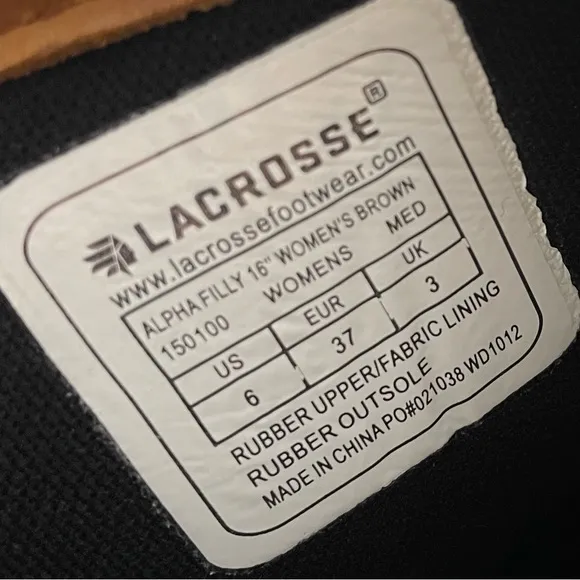 LACROSSE®
www.lacrossefootwear.com
ALPHA FILLY 16" WOMEN'S BROWN
150100 WOMENS MED
US EUR UK
6 37 3
RUBBER UPPER/FABRIC LINING
RUBBER OUTSOLE
MADE IN CHINA PO#021038 WD1012